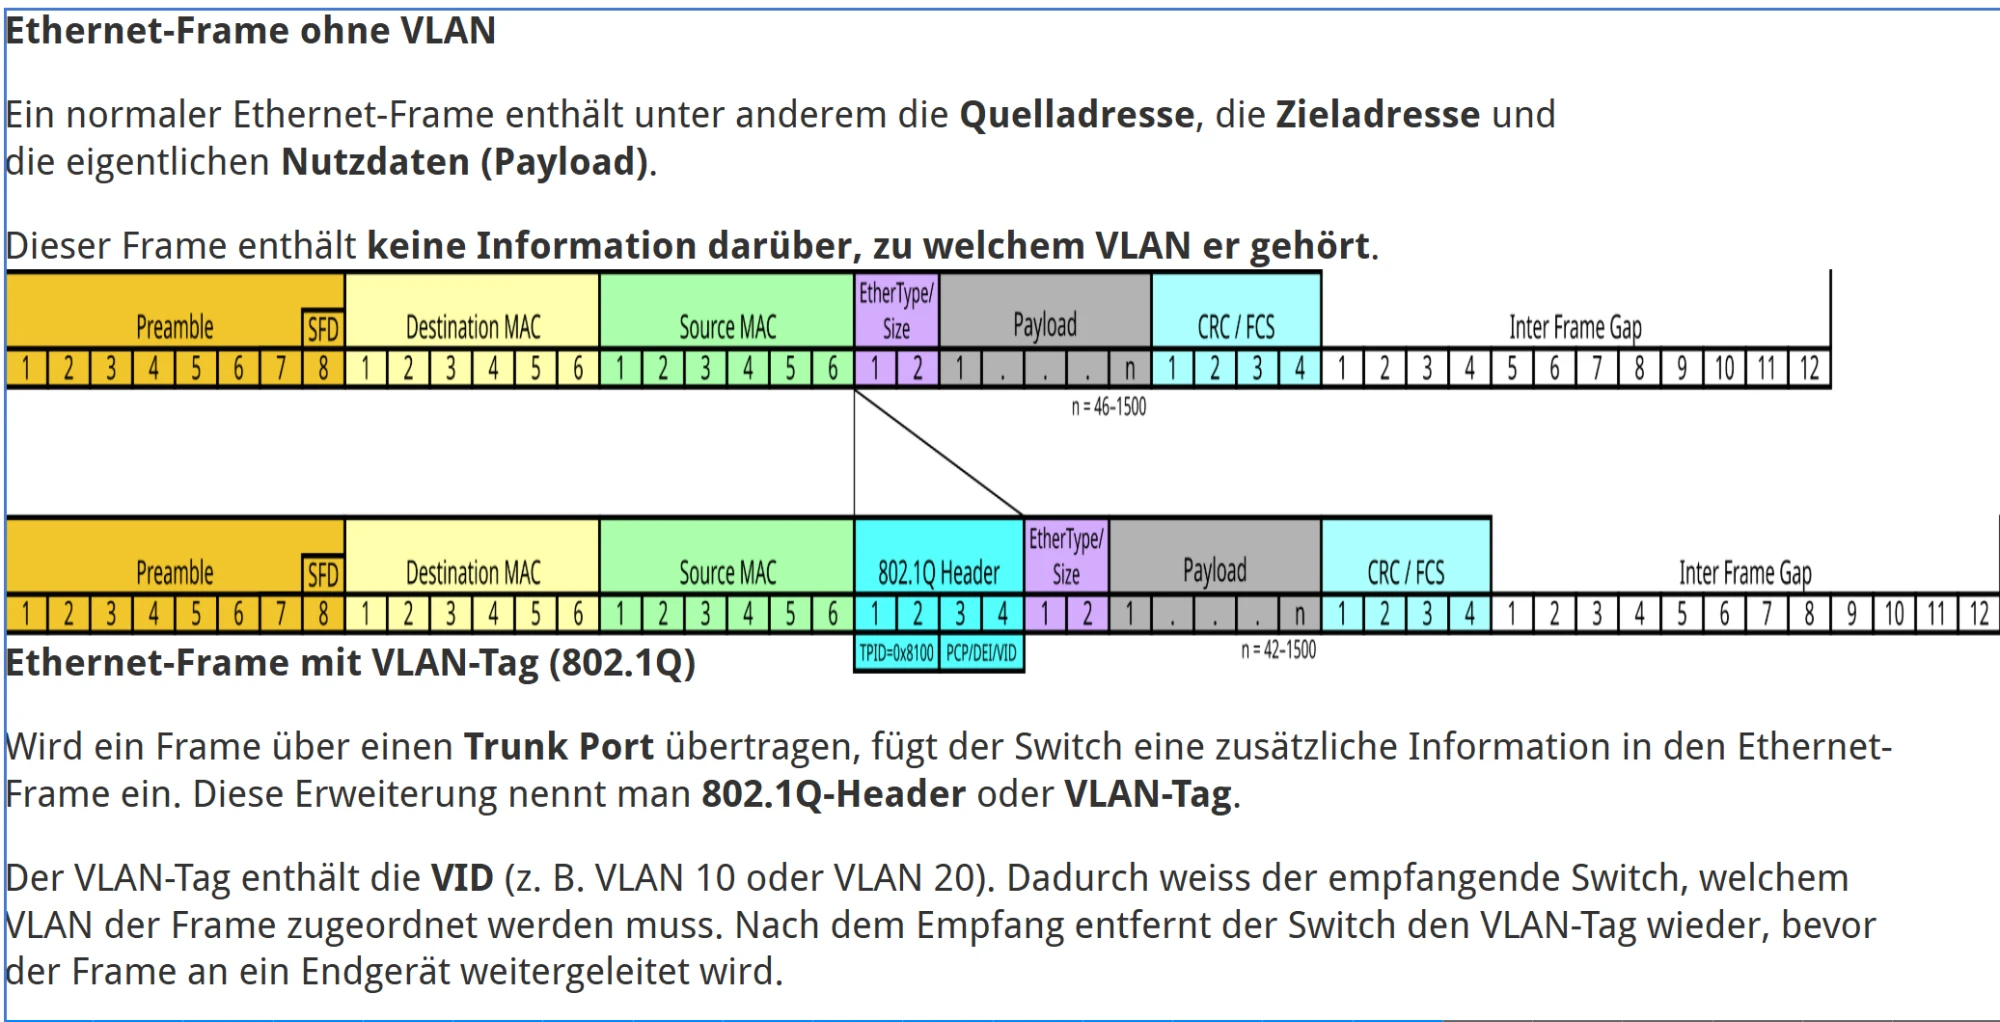 Ethernet-Frame ohne VLAN
Ein normaler Ethernet-Frame enthält unter anderem die Quelladresse, die Zieladresse und
die eigentlichen Nutzdaten (Payload).
Dieser Frame enthält keine Information darüber, zu welchem VLAN er gehört.
Preamble SFD Destination MAC Source MAC EtherType/ Size Payload CRC / FCS Inter Frame Gap
1 2 3 4 5 6 7 8 1 2 3 4 5 6 1 2 3 4 5 6 1 2 1 . . . n 1 2 3 4 1 2 3 4 5 6 7 8 9 10 11 12
n = 46-1500
Preamble SFD Destination MAC Source MAC 802.1Q Header EtherType/ Size Payload CRC / FCS Inter Frame Gap
1 2 3 4 5 6 7 8 1 2 3 4 5 6 1 2 3 4 5 6 1 2 3 4 1 2 1 . . . n 1 2 3 4 1 2 3 4 5 6 7 8 9 10 11 12
TPID=0x8100 PCP/DEI/VID n = 42-1500
Ethernet-Frame mit VLAN-Tag (802.1Q)
Wird ein Frame über einen Trunk Port übertragen, fügt der Switch eine zusätzliche Information in den Ethernet-
Frame ein. Diese Erweiterung nennt man 802.1Q-Header oder VLAN-Tag.
Der VLAN-Tag enthält die VID (z. B. VLAN 10 oder VLAN 20). Dadurch weiss der empfangende Switch, welchem
VLAN der Frame zugeordnet werden muss. Nach dem Empfang entfernt der Switch den VLAN-Tag wieder, bevor
der Frame an ein Endgerät weitergeleitet wird.